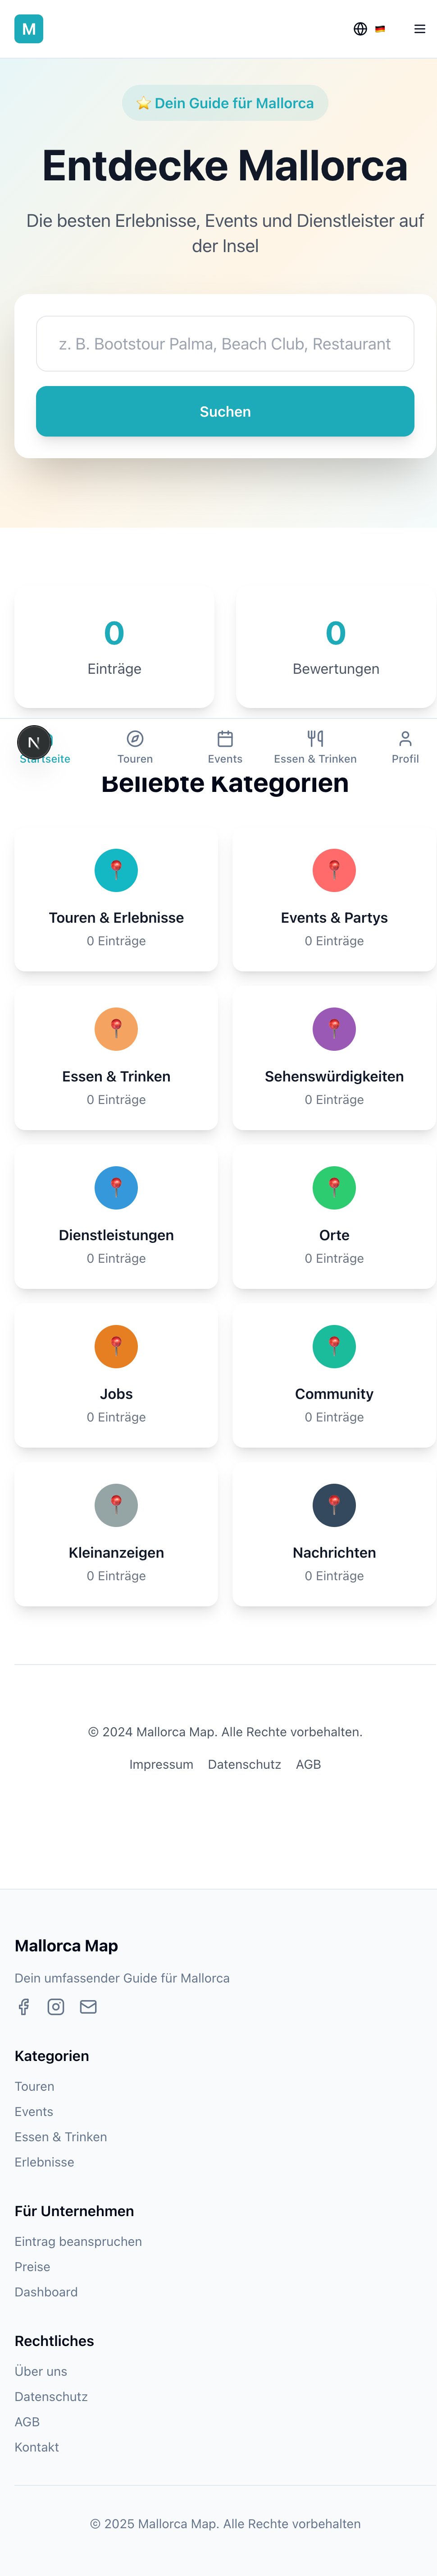 M
⭐ Dein Guide für Mallorca
Entdecke Mallorca
Die besten Erlebnisse, Events und Dienstleister auf
der Insel
z. B. Bootstour Palma, Beach Club, Restaurant
Suchen
0
Einträge
0
Bewertungen
N
Startseite
Touren
Events
Essen & Trinken
Profil
Beliebte Kategorien
Touren & Erlebnisse
0 Einträge
Events & Partys
0 Einträge
Essen & Trinken
0 Einträge
Sehenswürdigkeiten
0 Einträge
Dienstleistungen
0 Einträge
Orte
0 Einträge
Jobs
0 Einträge
Community
0 Einträge
Kleinanzeigen
0 Einträge
Nachrichten
0 Einträge
© 2024 Mallorca Map. Alle Rechte vorbehalten.
Impressum Datenschutz AGB
Mallorca Map
Dein umfassender Guide für Mallorca
Kategorien
Touren
Events
Essen & Trinken
Erlebnisse
Für Unternehmen
Eintrag beanspruchen
Preise
Dashboard
Rechtliches
Über uns
Datenschutz
AGB
Kontakt
© 2025 Mallorca Map. Alle Rechte vorbehalten